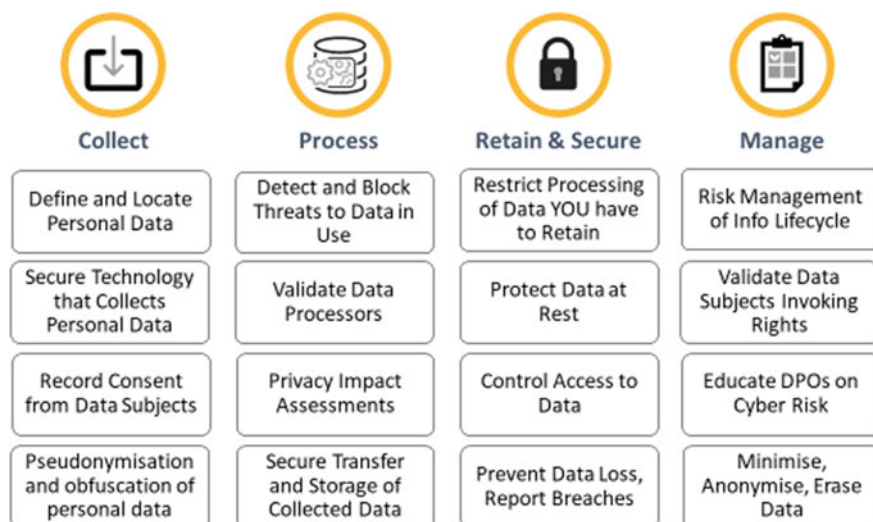 Collect
Process
Retain & Secure
Manage
Define and Locate
Personal Data
Detect and Block
Threats to Data in
Use
Restrict Processing
of Data YOU have
to Retain
Risk Management
of Info Lifecycle
Secure Technology
that Collects
Personal Data
Validate Data
Processors
Protect Data at
Rest
Validate Data
Subjects Invoking
Rights
Record Consent
from Data Subjects
Privacy Impact
Assessments
Control Access to
Data
Educate DPOs on
Cyber Risk
Pseudonymisation
and obfuscation of
personal data
Secure Transfer
and Storage of
Collected Data
Prevent Data Loss,
Report Breaches
Minimise,
Anonymise, Erase
Data